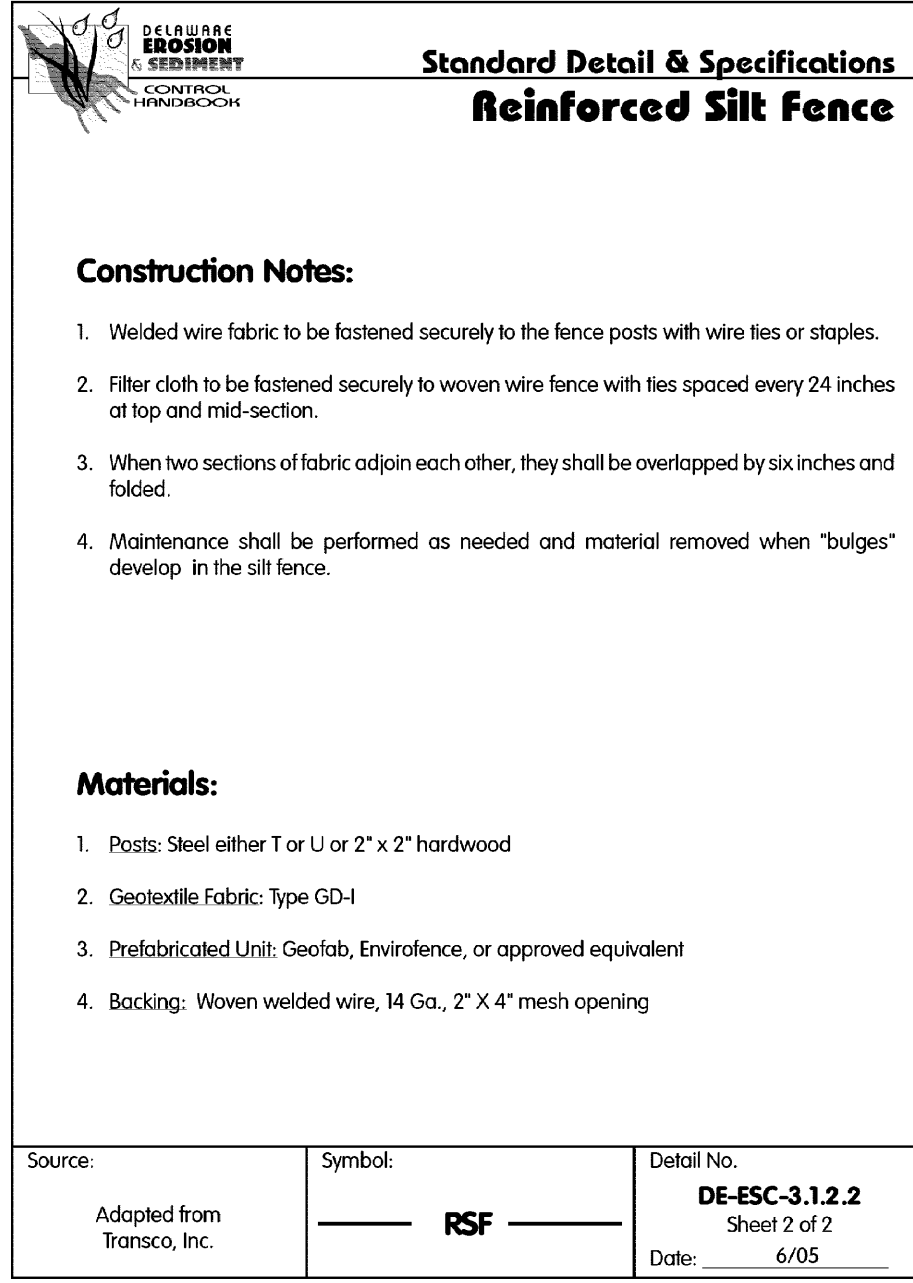 DELAWARE
EROSION
& SEDIMENT
CONTROL
HANDBOOK
Standard Detail & Specifications
Reinforced Silt Fence
Construction Notes:
1. Welded wire fabric to be fastened securely to the fence posts with wire ties or staples.
2. Filter cloth to be fastened securely to woven wire fence with ties spaced every 24 inches
at top and mid-section.
3. When two sections of fabric adjoin each other, they shall be overlapped by six inches and
folded.
4. Maintenance shall be performed as needed and material removed when "bulges"
develop in the silt fence.
Materials:
1. Posts: Steel either T or U or 2" x 2" hardwood
2. Geotextile Fabric: Type GD-I
3. Prefabricated Unit: Geofab, Envirofence, or approved equivalent
4. Backing: Woven welded wire, 14 Ga., 2" X 4" mesh opening
Source:
Adapted from
Transco, Inc.
Symbol:
RSF
Detail No.
DE-ESC-3.1.2.2
Sheet 2 of 2
Date: 6/05